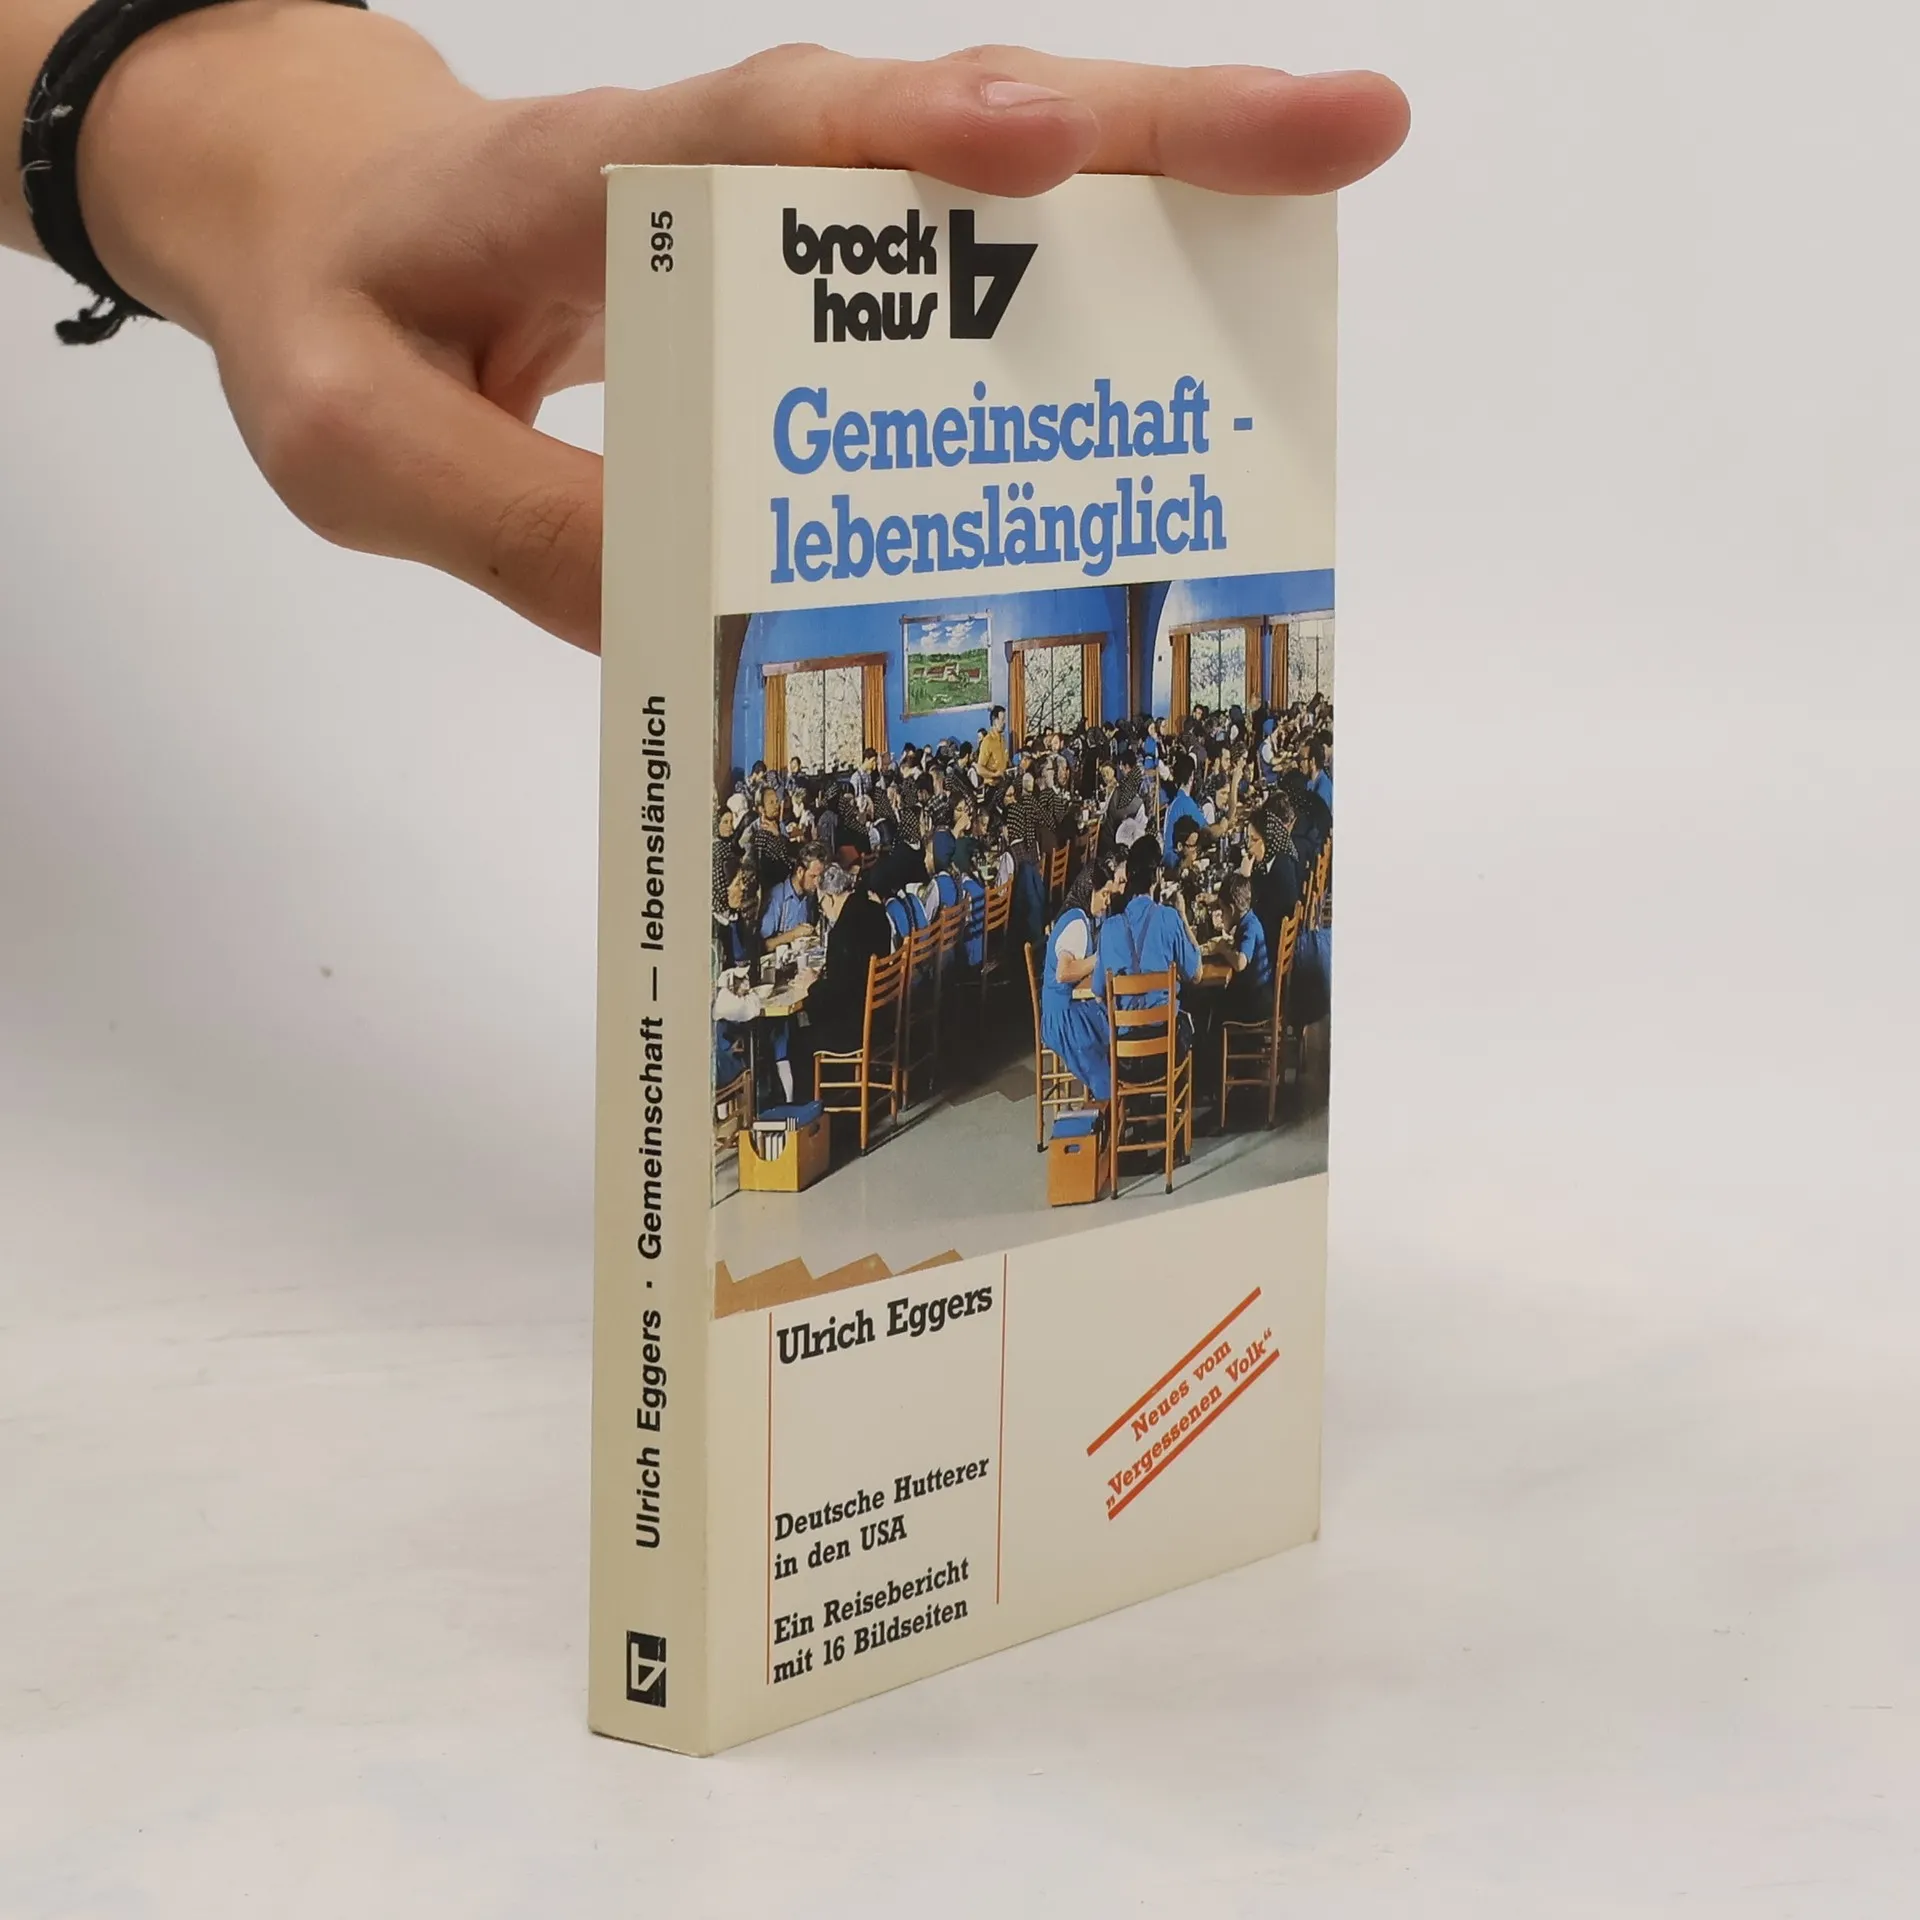 395
Ulrich Eggers · Gemeinschaft — lebenslänglich
brock
haus
Gemeinschaft -
lebenslänglich
Ulrich Eggers
Deutsche Hutterer
in den USA
Ein Reisebericht
mit 16 Bildseiten
Neues vom
„Vergessenen Volk“